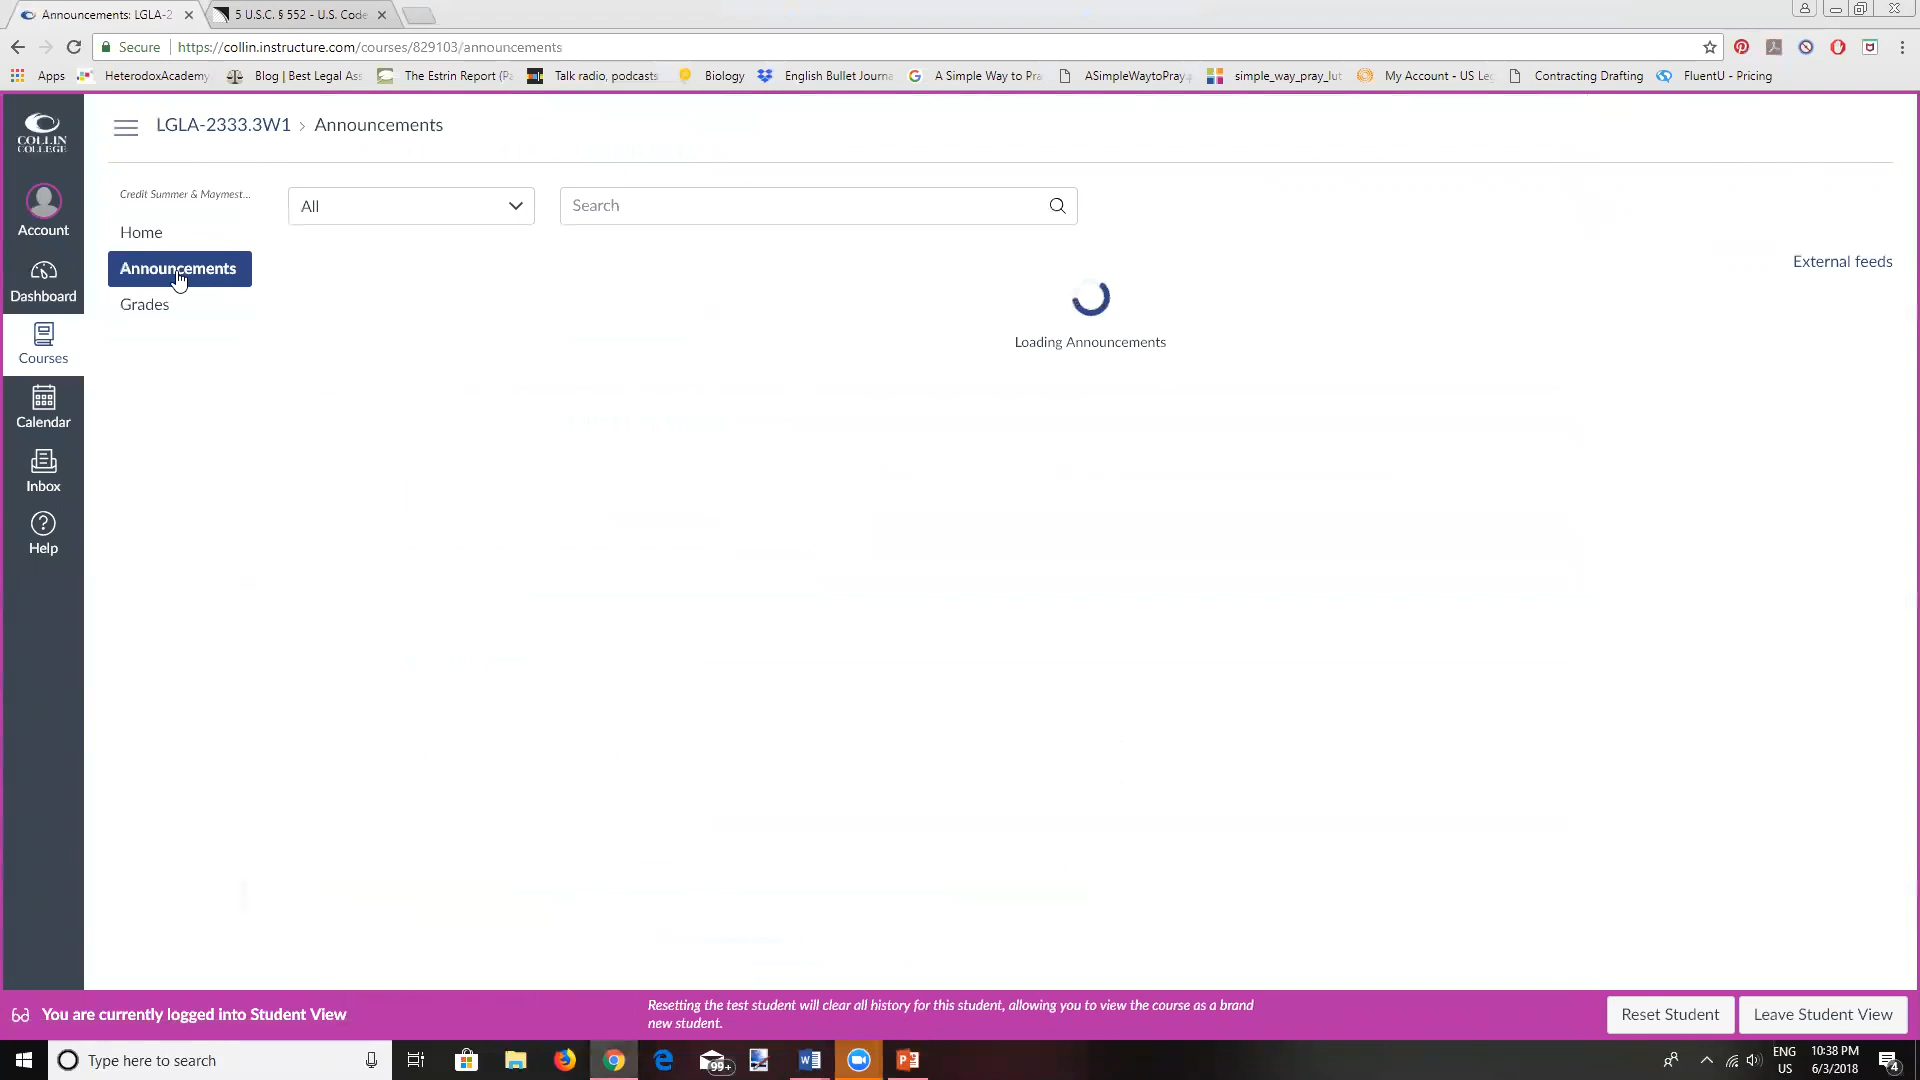 Announcements: LGLA-2
5 U.S.C. § 552 - U.S. Code
Secure
https://collin.instructure.com/courses/829103/announcements
Apps
HeterodoxAcademy
Blog | Best Legal Ass
The Estrin Report (Pa
Talk radio, podcasts
Biology
English Bullet Journa
A Simple Way to Pra
ASimpleWaytoPray.
simple_way_pray_lut
My Account - US Leg
Contracting Drafting
FluentU - Pricing
COLLIN
COLLEGE
LGLA-2333.3W1 › Announcements
Credit Summer & Maymest...
All
Search
Home
Account
Announcements
External feeds
Grades
Dashboard
Loading Announcements
Courses
Calendar
Inbox
Help
You are currently logged into Student View
Resetting the test student will clear all history for this student, allowing you to view the course as a brand
new student.
Reset Student
Leave Student View
Type here to search
99+
ENG
US
10:38 PM
6/3/2018
4